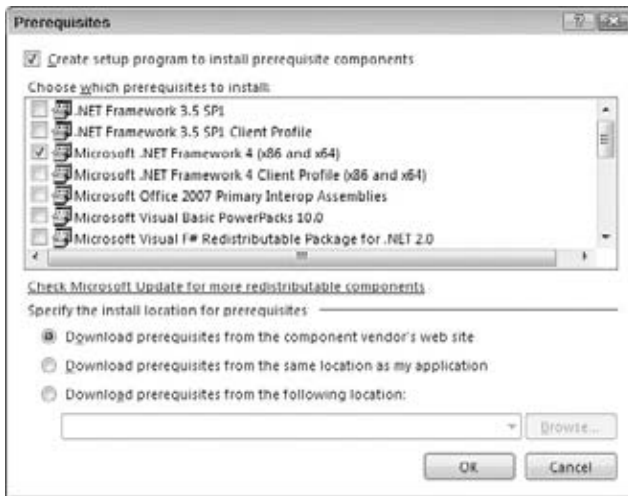 Prerequisites
Create setup program to install prerequisite components
Choose which prerequisites to install:
.NET Framework 3.5 SP1
.NET Framework 3.5 SP1 Client Profile
Microsoft .NET Framework 4 (x86 and x64)
Microsoft .NET Framework 4 Client Profile (x86 and x64)
Microsoft Office 2007 Primary Interop Assemblies
Microsoft Visual Basic PowerPacks 10.0
Microsoft Visual F# Redistributable Package for .NET 2.0
Check Microsoft Update for more redistributable components
Specify the install location for prerequisites
Download prerequisites from the component vendor's web site
Download prerequisites from the same location as my application
Download prerequisites from the following location:
Browse...
OK Cancel